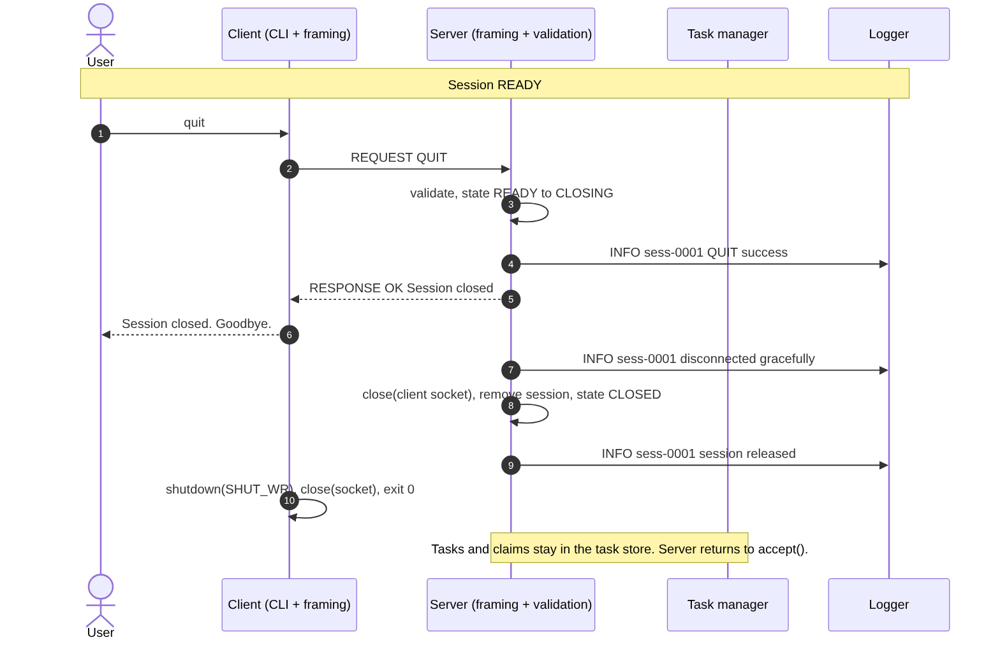 User
Client (CLI + framing)
Server (framing + validation)
Task manager
Logger
Session READY
1
quit
2
REQUEST QUIT
validate, state READY to CLOSING
3
4
INFO sess-0001 QUIT success
RESPONSE OK Session closed
5
Session closed. Goodbye.
6
INFO sess-0001 disconnected gracefully
7
close(client socket), remove session, state CLOSED
8
INFO sess-0001 session released
9
shutdown(SHUT_WR), close(socket), exit 0
10
Tasks and claims stay in the task store. Server returns to accept().
User
Client (CLI + framing)
Server (framing + validation)
Task manager
Logger